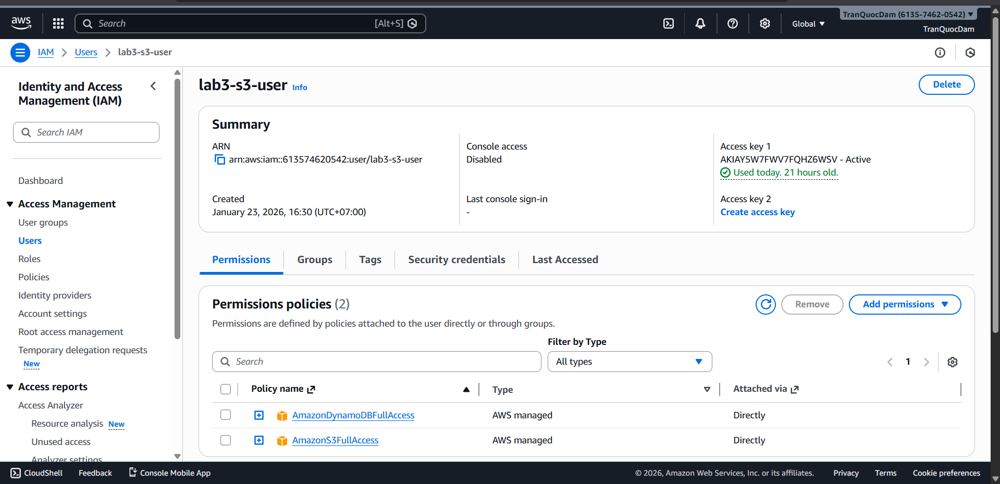 aws
Search [Alt+S]
Global
TranQuocDam (6135-7462-0542)
TranQuocDam
IAM
Users
lab3-s3-user
Identity and Access
Management (IAM)
Search IAM
Dashboard
Access Management
User groups
Users
Roles
Policies
Identity providers
Account settings
Root access management
Temporary delegation requests
New
Access reports
Access Analyzer
Resource analysis New
Unused access
Analyzer settings
lab3-s3-user Info
Delete
Summary
ARN
arn:aws:iam::613574620542:user/lab3-s3-user
Console access
Disabled
Access key 1
AKIAY5W7FWV7FQHZ6WSV - Active
Used today. 21 hours old.
Created
January 23, 2026, 16:30 (UTC+07:00)
Last console sign-in
-
Access key 2
Create access key
Permissions
Groups
Tags
Security credentials
Last Accessed
Permissions policies (2)
Remove
Add permissions
Permissions are defined by policies attached to the user directly or through groups.
Filter by Type
Search
All types
1
Policy name
Type
Attached via
AmazonDynamoDBFullAccess
AWS managed
Directly
AmazonS3FullAccess
AWS managed
Directly
CloudShell
Feedback
Console Mobile App
© 2026, Amazon Web Services, Inc. or its affiliates.
Privacy
Terms
Cookie preferences